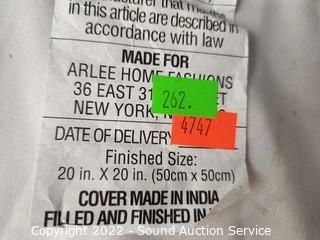 in this article are described in
accordance with law
MADE FOR
ARLEE HOME FASHIONS
36 EAST
NEW YORK,
262.
4747
DATE OF DELIVERY
Finished Size:
20 in. X 20 in. (50cm x 50cm)
COVER MADE IN INDIA
FILLED AND FINISHED IN
Copyright 2022 - Sound Auction Service